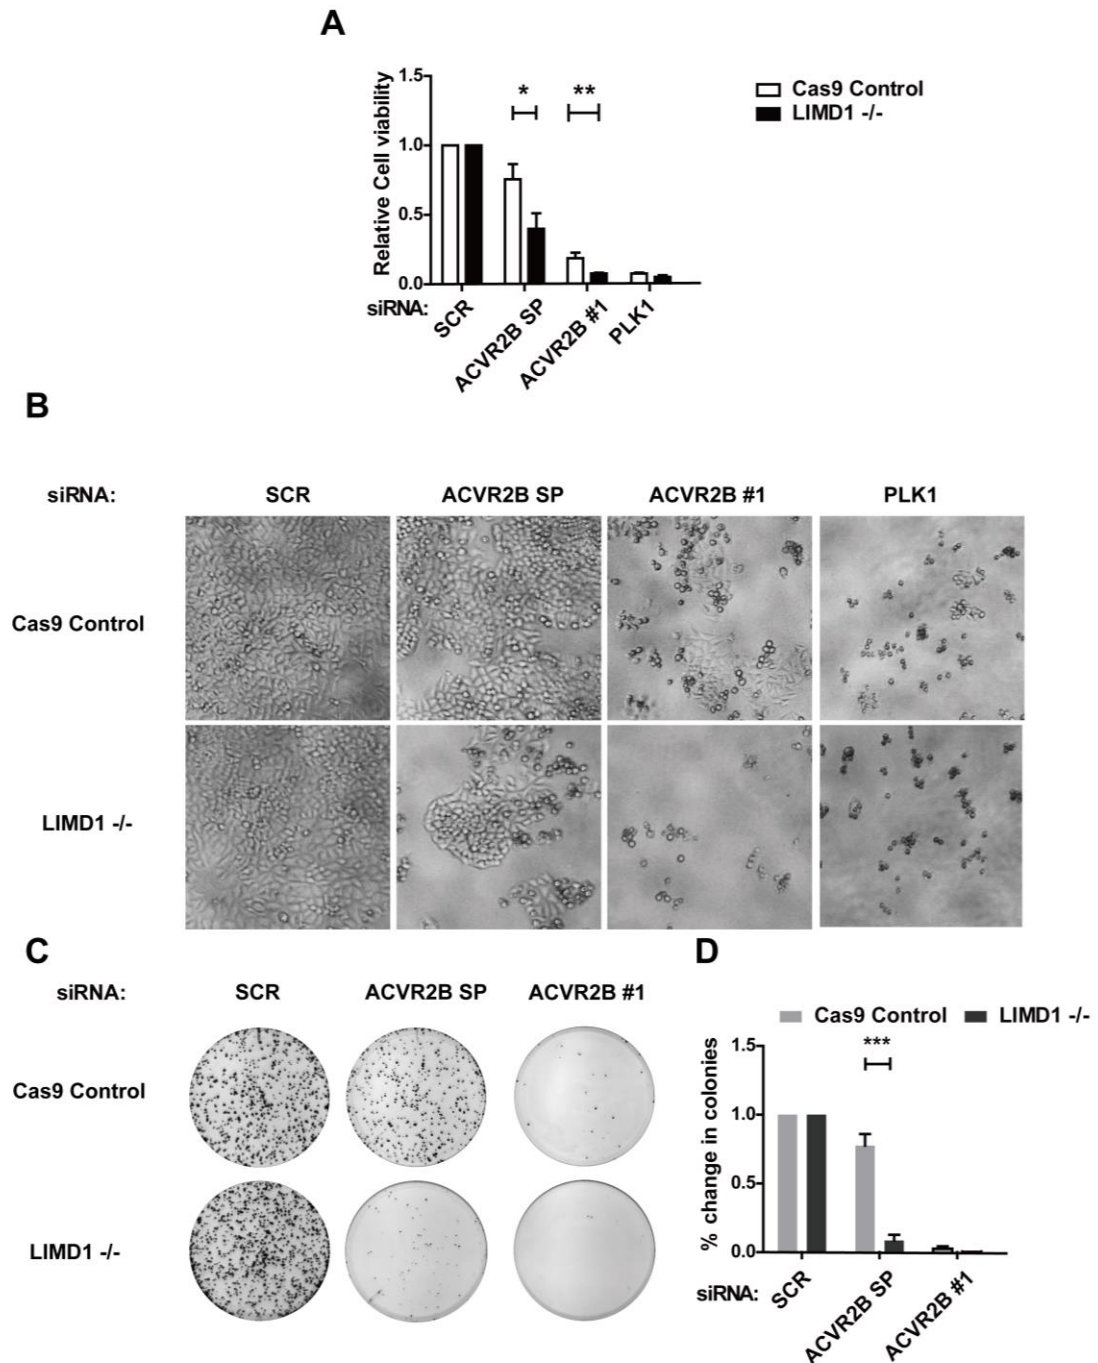 A
1.5
1.0
0.5
0.0
Relative Cell viability
* **
Cas9 Control
LIMD1 -/-
siRNA: SCR ACVR2B SP ACVR2B #1 PLK1
B
siRNA: SCR ACVR2B SP ACVR2B #1 PLK1
Cas9 Control
LIMD1 -/-
C
siRNA: SCR ACVR2B SP ACVR2B #1
Cas9 Control
LIMD1 -/-
D
Cas9 Control LIMD1 -/-
***
1.5
1.0
0.5
0.0
% change in colonies
siRNA: SCR ACVR2B SP ACVR2B #1